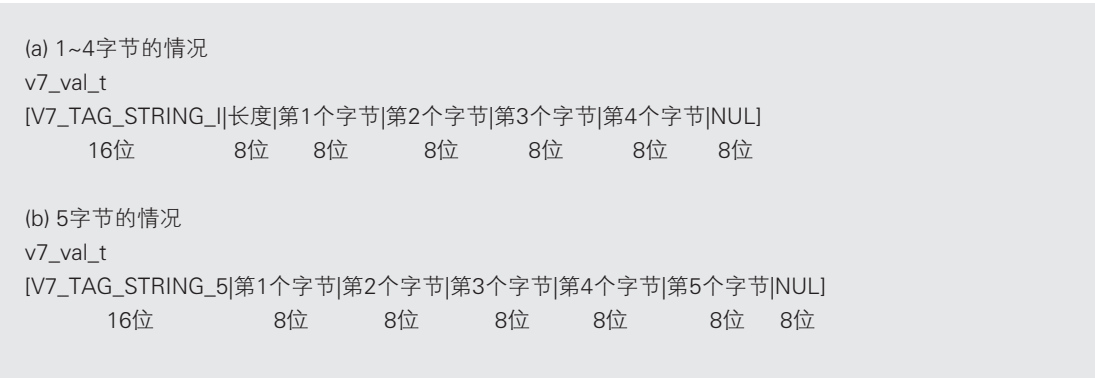 (a) 1~4字节的情况
v7_val_t
[V7_TAG_STRING_I|长度|第1个字节|第2个字节|第3个字节|第4个字节|NUL]
16位 8位 8位 8位 8位 8位 8位
(b) 5字节的情况
v7_val_t
[V7_TAG_STRING_5|第1个字节|第2个字节|第3个字节|第4个字节|第5个字节|NUL]
16位 8位 8位 8位 8位 8位 8位